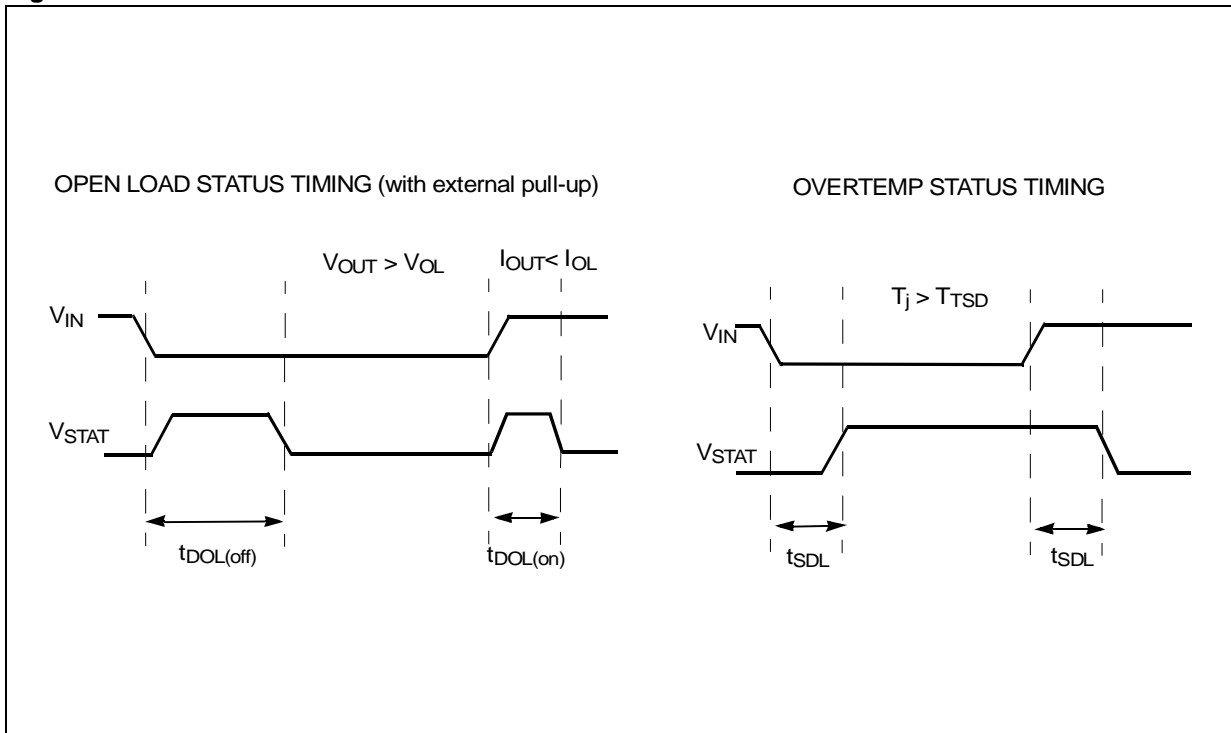 OPEN LOAD STATUS TIMING (with external pull-up)
VOUT > VOL
IOUT< IOL
VIN
VSTAT
tDOL(off)
tDOL(on)
OVERTEMP STATUS TIMING
Tj > TTSD
VIN
VSTAT
tSDL
tSDL